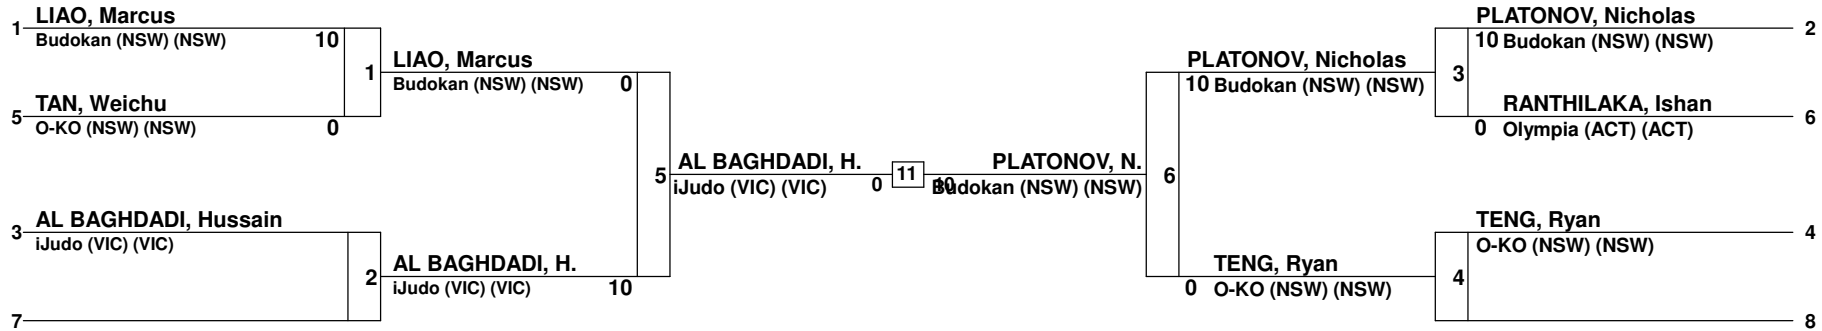 1 LIAO, Marcus
Budokan (NSW) (NSW) 10
5 TAN, Weichu
O-KO (NSW) (NSW) 0
3 AL BAGHDADI, Hussain
iJudo (VIC) (VIC)
7
1 LIAO, Marcus
Budokan (NSW) (NSW) 0
2 AL BAGHDADI, H.
iJudo (VIC) (VIC) 10
5 AL BAGHDADI, H.
iJudo (VIC) (VIC) 0
11
PLATONOV, N. 6
10 Budokan (NSW) (NSW)
PLATONOV, Nicholas 3
10 Budokan (NSW) (NSW)
TENG, Ryan 4
0 O-KO (NSW) (NSW)
PLATONOV, Nicholas 2
10 Budokan (NSW) (NSW)
RANTHILAKA, Ishan 6
0 Olympia (ACT) (ACT)
TENG, Ryan 4
O-KO (NSW) (NSW)
8